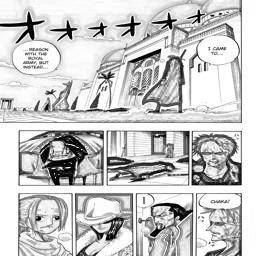 I CAME
TO....
...REASON
WITH THE
ROYAL
ARMY, BUT
INSTEAD....
!
CHAKA!